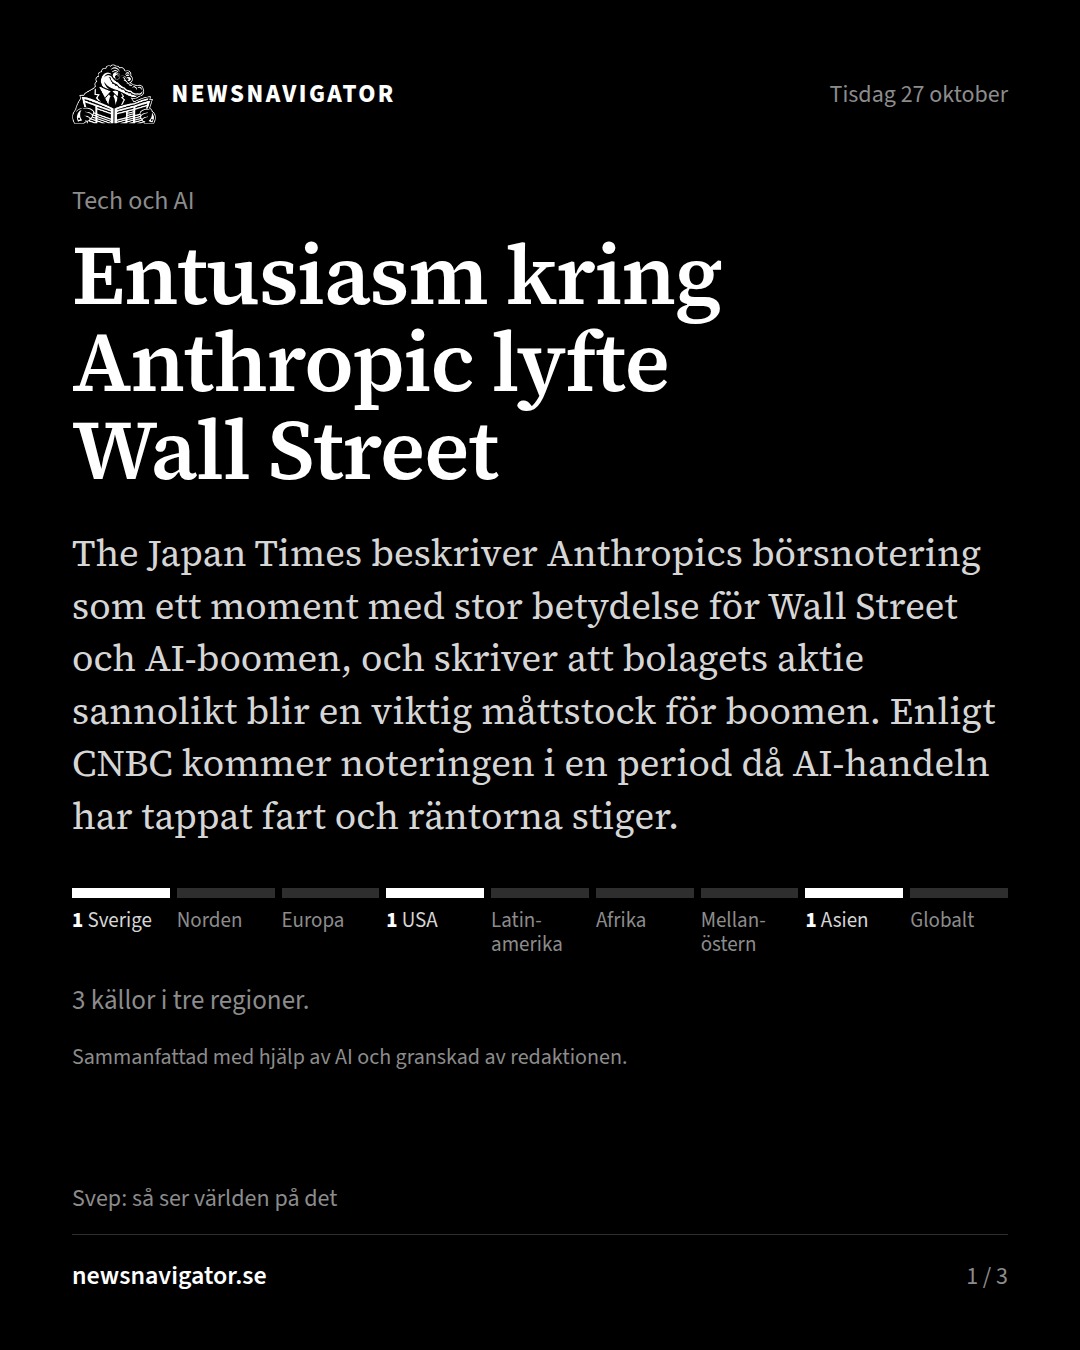 NEWSNAVIGATOR
Tisdag 27 oktober
Tech och AI
Entusiasm kring
Anthropic lyfte
Wall Street
The Japan Times beskriver Anthropics börsnotering
som ett moment med stor betydelse för Wall Street
och AI-boomen, och skriver att bolagets aktie
sannolikt blir en viktig måttstock för boomen. Enligt
CNBC kommer noteringen i en period då AI-handeln
har tappat fart och räntorna stiger.
1 Sverige
Norden
Europa
1 USA
Latin-
amerika
Afrika
Mellan-
östern
1 Asien
Globalt
3 källor i tre regioner.
Sammanfattad med hjälp av AI och granskad av redaktionen.
Svep: så ser världen på det
newsnavigator.se
1 / 3